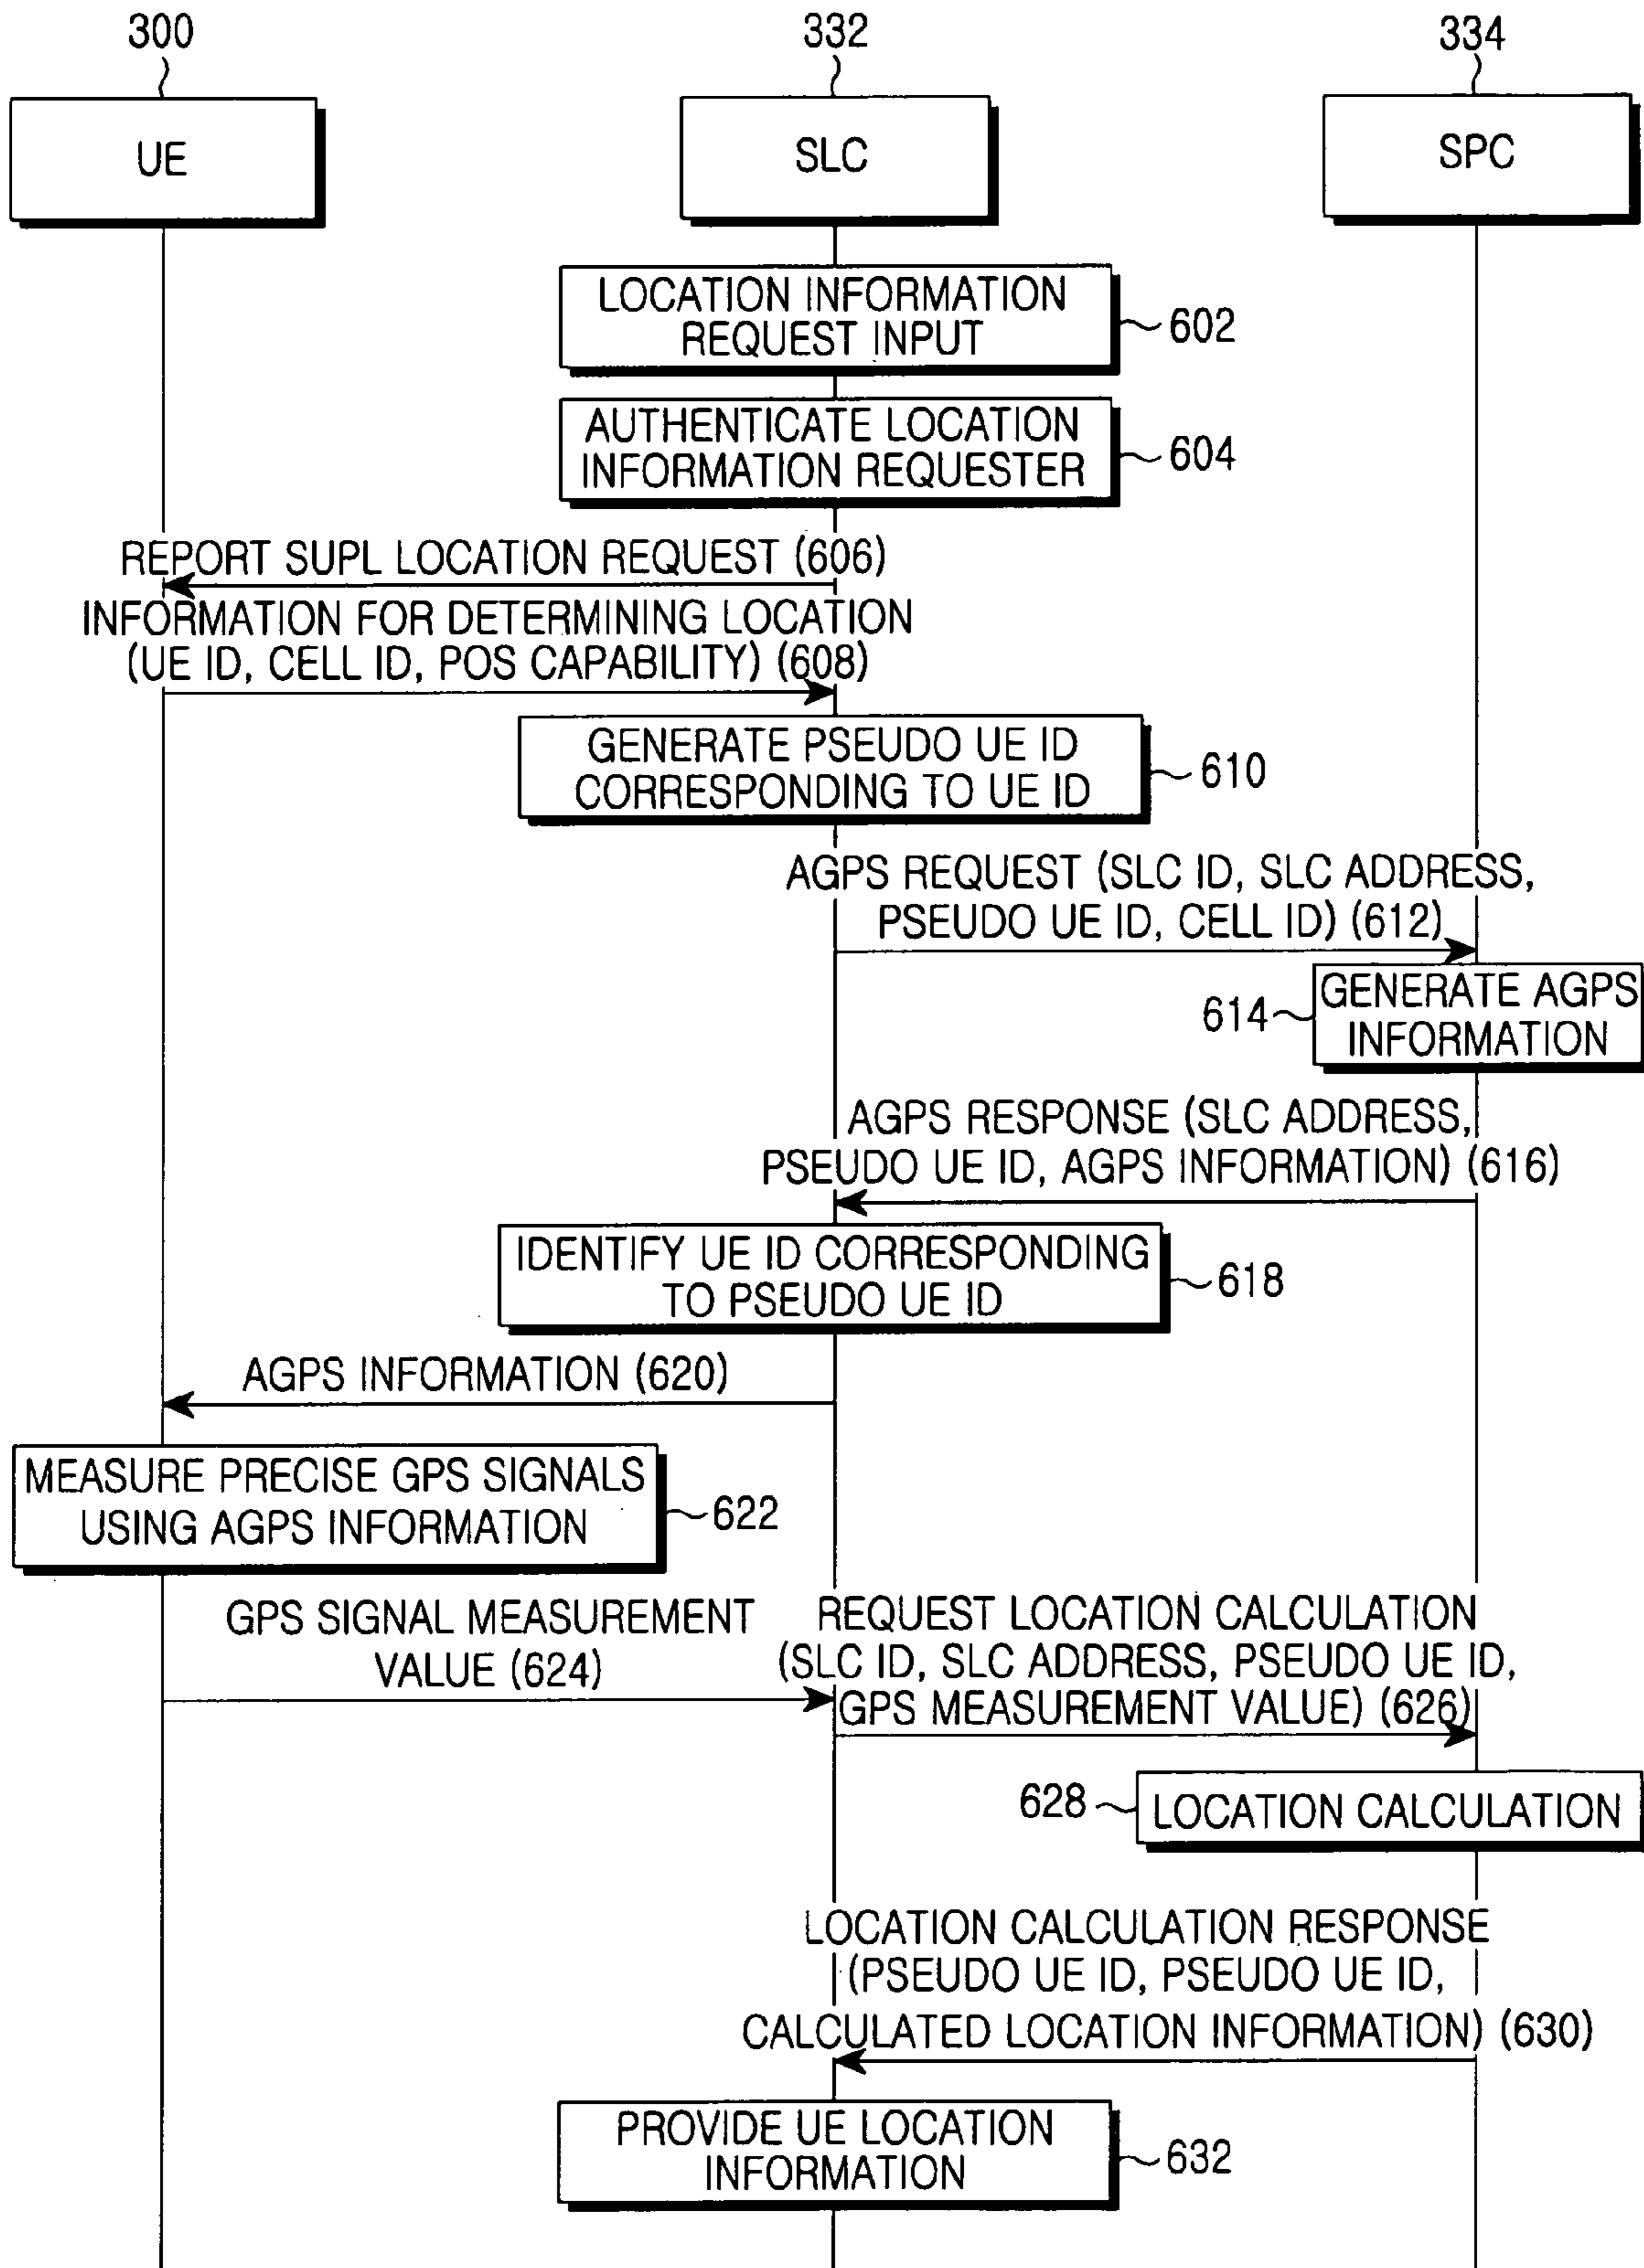 300
332
334
UE
SLC
SPC
LOCATION INFORMATION
REQUEST INPUT
602
AUTHENTICATE LOCATION
INFORMATION REQUESTER
604
REPORT SUPL LOCATION REQUEST (606)
INFORMATION FOR DETERMINING LOCATION
(UE ID, CELL ID, POS CAPABILITY) (608)
GENERATE PSEUDO UE ID
CORRESPONDING TO UE ID
610
AGPS REQUEST (SLC ID, SLC ADDRESS,
PSEUDO UE ID, CELL ID) (612)
614
GENERATE AGPS
INFORMATION
AGPS RESPONSE (SLC ADDRESS,
PSEUDO UE ID, AGPS INFORMATION) (616)
IDENTIFY UE ID CORRESPONDING
TO PSEUDO UE ID
618
AGPS INFORMATION (620)
MEASURE PRECISE GPS SIGNALS
USING AGPS INFORMATION
622
GPS SIGNAL MEASUREMENT
VALUE (624)
REQUEST LOCATION CALCULATION
(SLC ID, SLC ADDRESS, PSEUDO UE ID,
GPS MEASUREMENT VALUE) (626)
628
LOCATION CALCULATION
LOCATION CALCULATION RESPONSE
(PSEUDO UE ID, PSEUDO UE ID,
CALCULATED LOCATION INFORMATION) (630)
PROVIDE UE LOCATION
INFORMATION
632